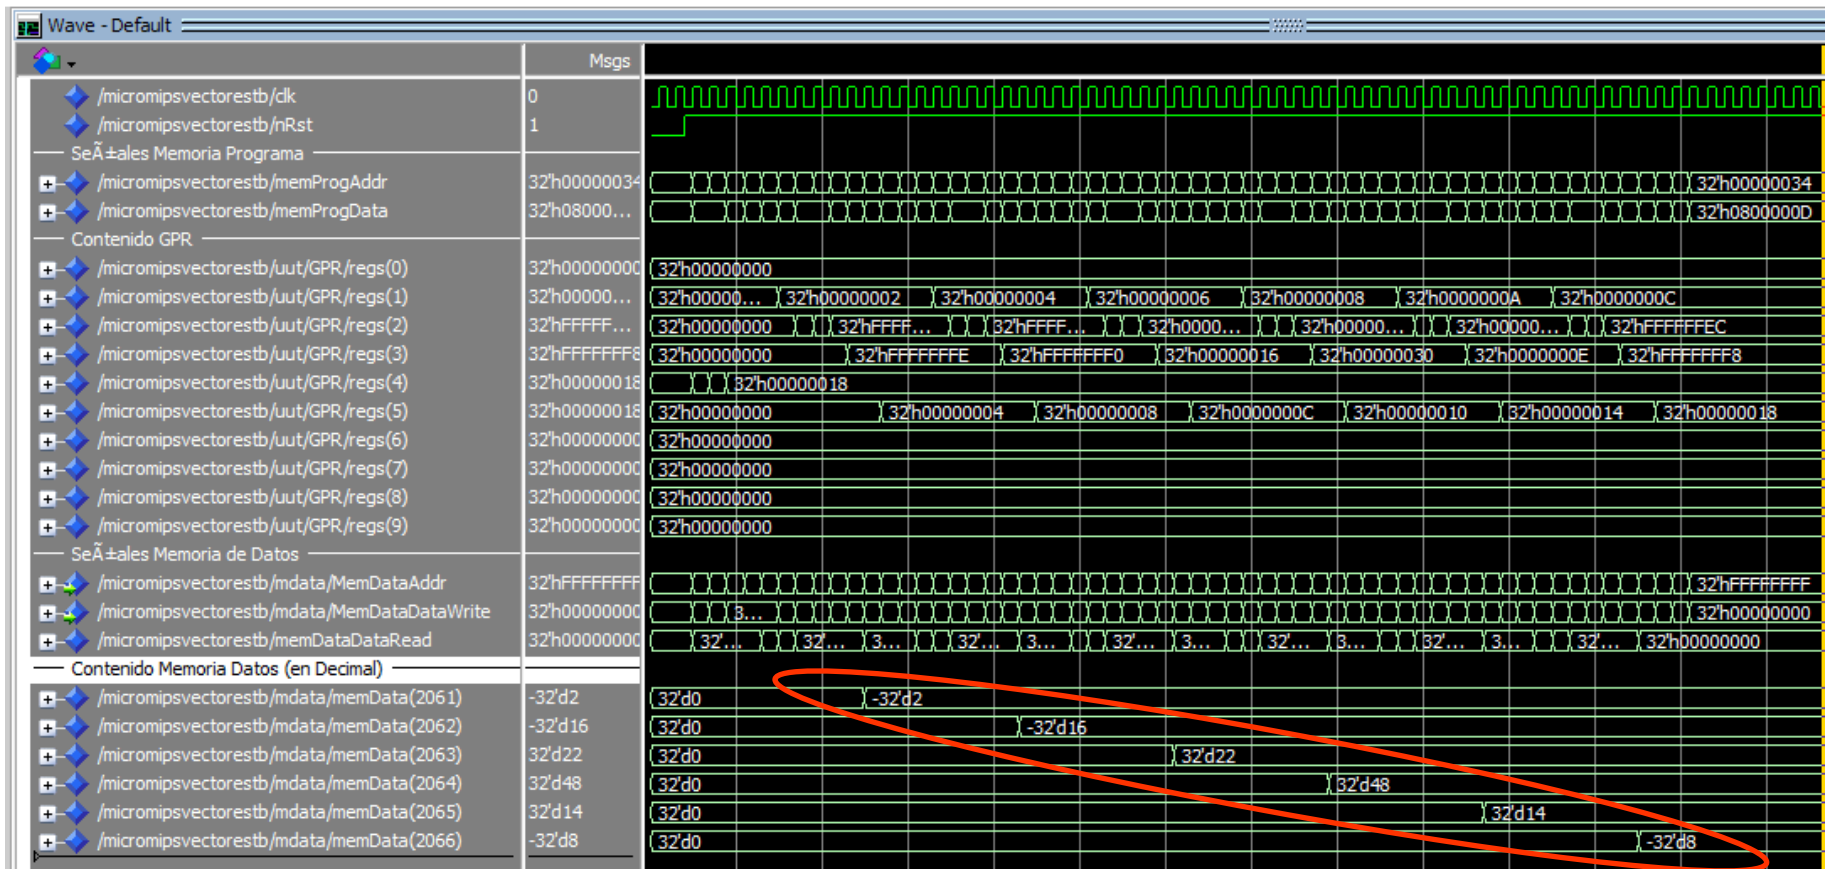 Wave - Default
Msgs
/micromipsvectorestb/clk 0
/micromipsvectorestb/nRst 1
SeÃ±ales Memoria Programa
/micromipsvectorestb/memProgAddr 32'h00000034 32'h00000034
/micromipsvectorestb/memProgData 32'h08000... 32'h0800000D
Contenido GPR
/micromipsvectorestb/uut/GPR/regs(0) 32'h00000000 32'h00000000
/micromipsvectorestb/uut/GPR/regs(1) 32'h00000... 32'h00000... 32'h00000002 32'h00000004 32'h00000006 32'h00000008 32'h0000000A 32'h0000000C
/micromipsvectorestb/uut/GPR/regs(2) 32'hFFFFF... 32'h00000000 32'hFFFF... 32'hFFFF... 32'h0000... 32'h00000... 32'h00000... 32'hFFFFFFEC
/micromipsvectorestb/uut/GPR/regs(3) 32'hFFFFFFF8 32'h00000000 32'hFFFFFFFE 32'hFFFFFFF0 32'h00000016 32'h00000030 32'h0000000E 32'hFFFFFFF8
/micromipsvectorestb/uut/GPR/regs(4) 32'h00000018 32'h00000018
/micromipsvectorestb/uut/GPR/regs(5) 32'h00000018 32'h00000000 32'h00000004 32'h00000008 32'h0000000C 32'h00000010 32'h00000014 32'h00000018
/micromipsvectorestb/uut/GPR/regs(6) 32'h00000000 32'h00000000
/micromipsvectorestb/uut/GPR/regs(7) 32'h00000000 32'h00000000
/micromipsvectorestb/uut/GPR/regs(8) 32'h00000000 32'h00000000
/micromipsvectorestb/uut/GPR/regs(9) 32'h00000000 32'h00000000
SeÃ±ales Memoria de Datos
/micromipsvectorestb/mdata/MemDataAddr 32'hFFFFFFFF 32'hFFFFFFFF
/micromipsvectorestb/mdata/MemDataDataWrite 32'h00000000 3... 32'h00000000
/micromipsvectorestb/memDataDataRead 32'h00000000 32'... 32'... 3... 32'... 3... 32'... 3... 32'... 3... 32'... 3... 32'... 32'h00000000
Contenido Memoria Datos (en Decimal)
/micromipsvectorestb/mdata/memData(2061) -32'd2 32'd0 -32'd2
/micromipsvectorestb/mdata/memData(2062) -32'd16 32'd0 -32'd16
/micromipsvectorestb/mdata/memData(2063) 32'd22 32'd0 32'd22
/micromipsvectorestb/mdata/memData(2064) 32'd48 32'd0 32'd48
/micromipsvectorestb/mdata/memData(2065) 32'd14 32'd0 32'd14
/micromipsvectorestb/mdata/memData(2066) -32'd8 32'd0 -32'd8